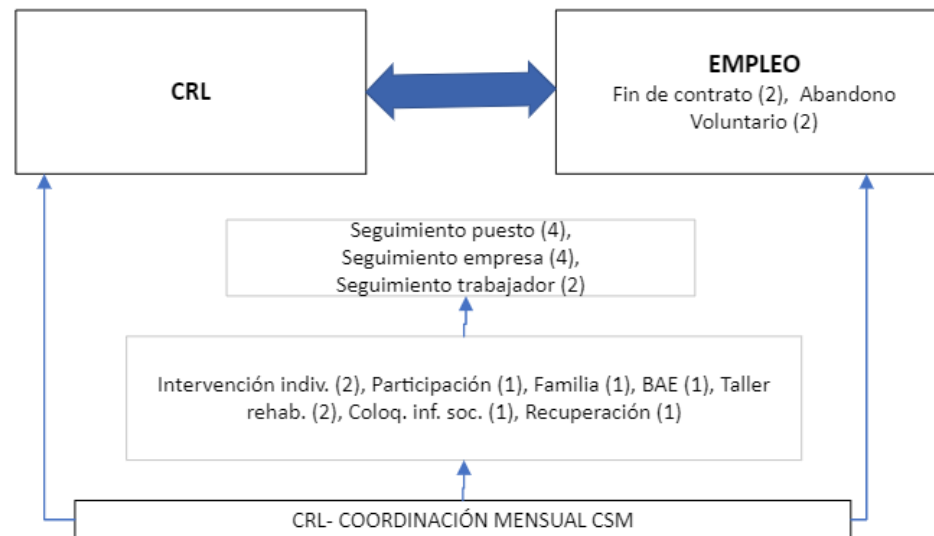 CRL
EMPLEO
Fin de contrato (2), Abandono
Voluntario (2)
Seguimiento puesto (4),
Seguimiento empresa (4),
Seguimiento trabajador (2)
Intervención indiv. (2), Participación (1), Familia (1), BAE (1), Taller
rehab. (2), Coloq. inf. soc. (1), Recuperación (1)
CRL- COORDINACIÓN MENSUAL CSM